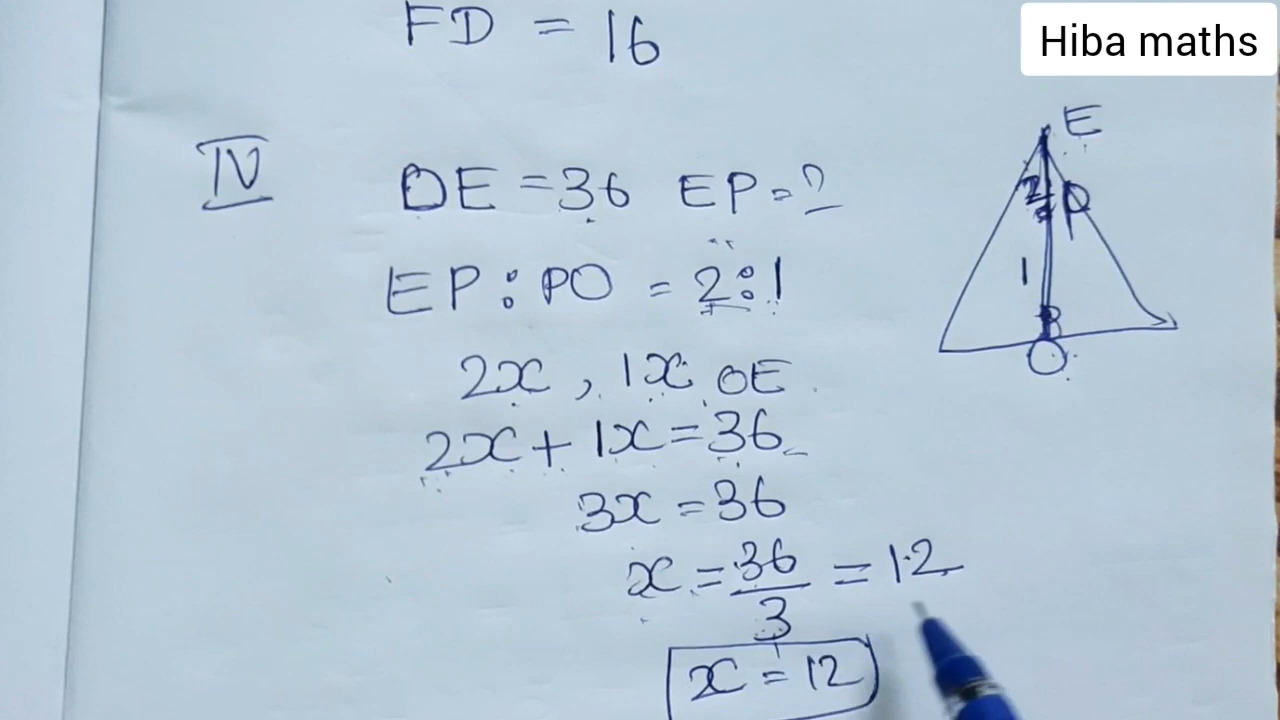 FD = 16
Hiba maths
IV OE = 36 EP = ?
EP : PO = 2 : 1
2x , 1x OE
2x + 1x = 36
3x = 36
x = 36/3 = 12
x = 12
E
2 P
1
O